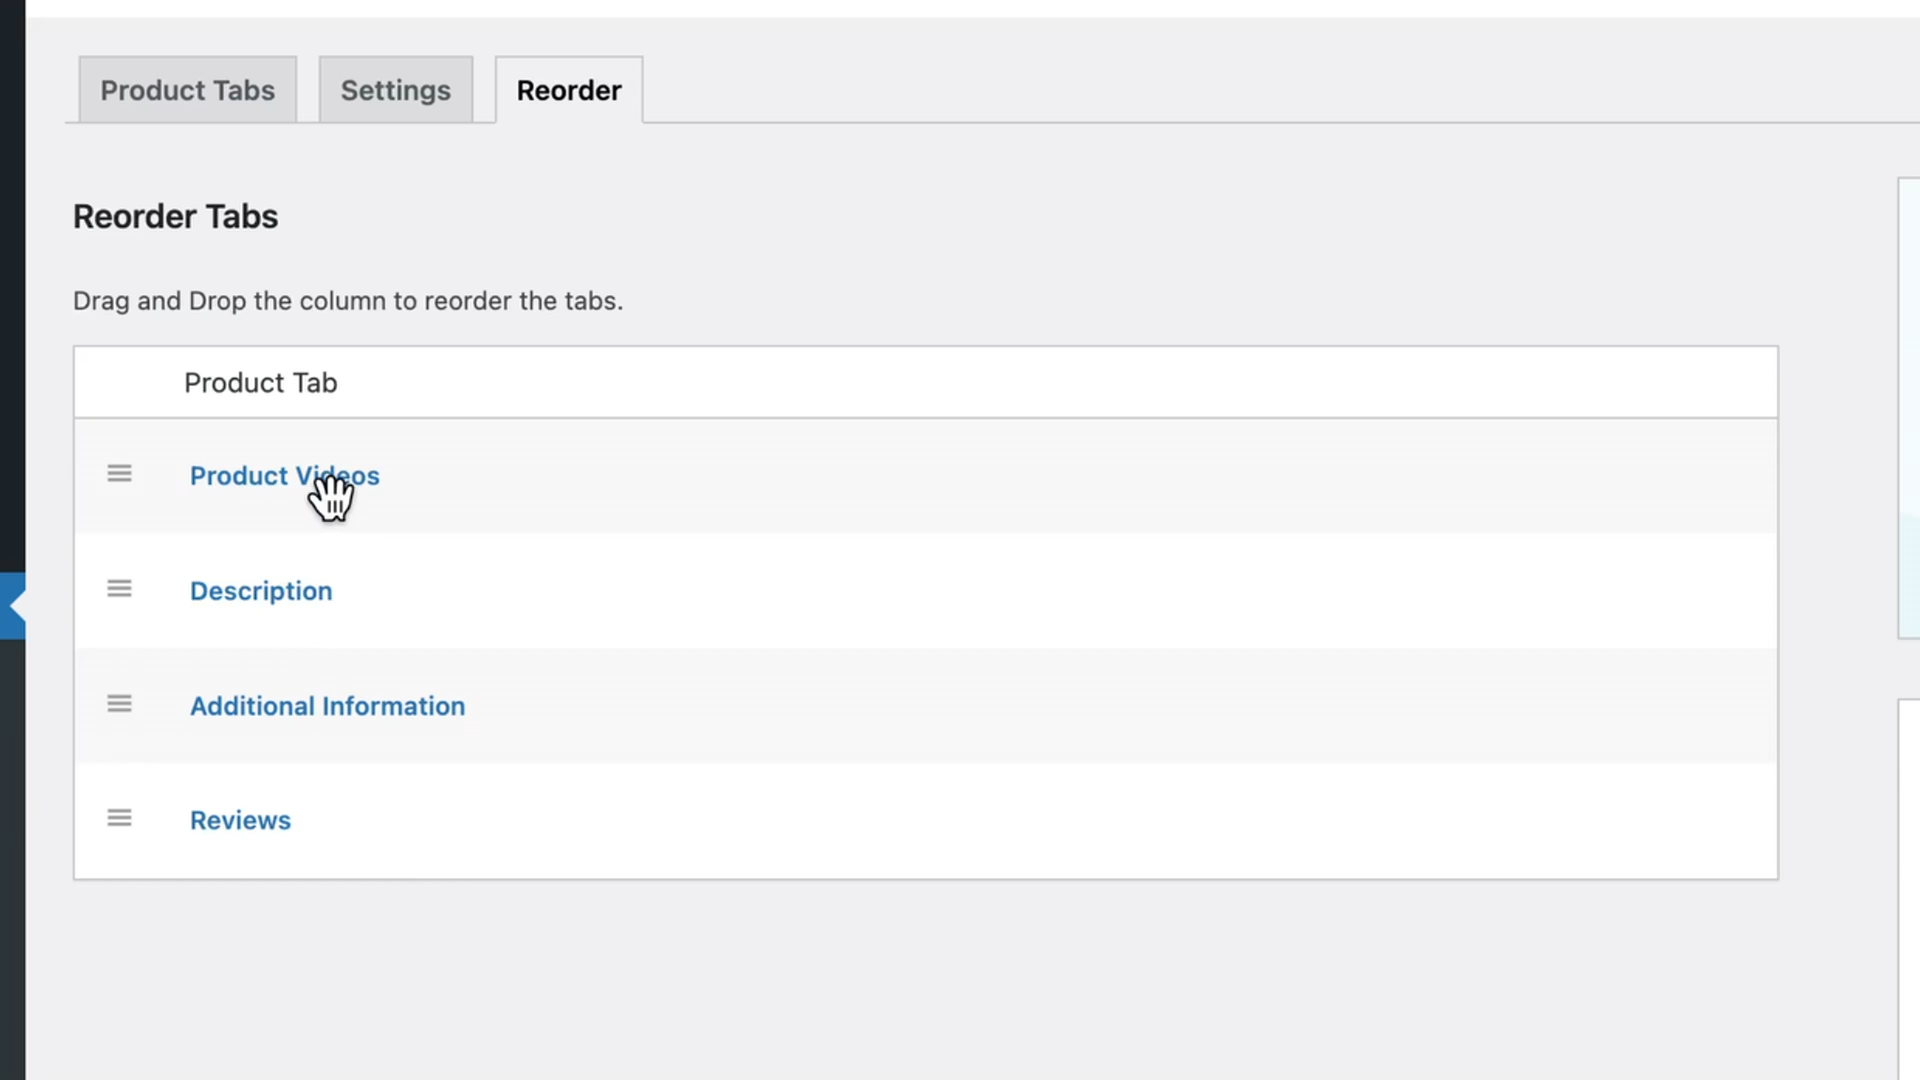 Product Tabs
Settings
Reorder
Reorder Tabs
Drag and Drop the column to reorder the tabs.
Product Tab
Product Videos
Description
Additional Information
Reviews